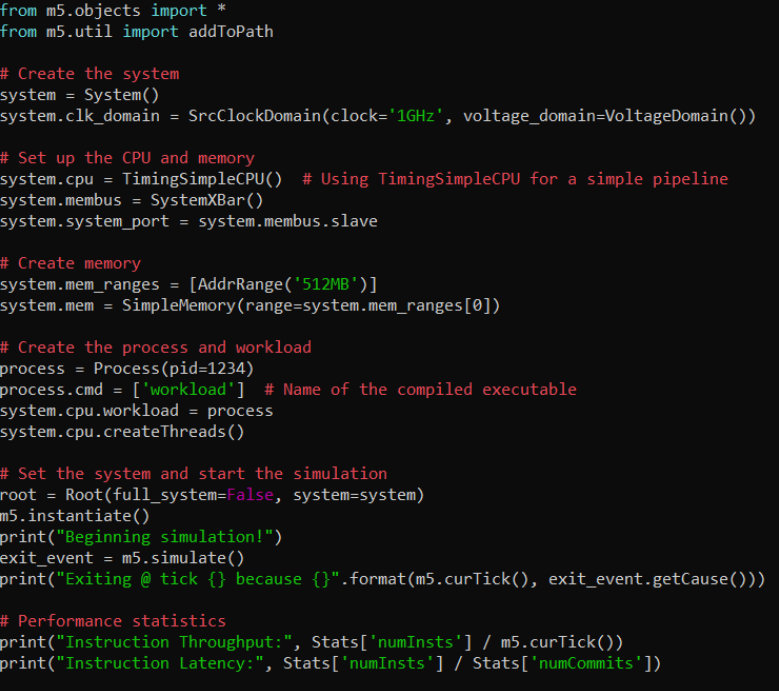 from m5.objects import *
from m5.util import addToPath
# Create the system
system = System()
system.clk_domain = SrcClockDomain(clock='1GHz', voltage_domain=VoltageDomain())
# Set up the CPU and memory
system.cpu = TimingSimpleCPU()  # Using TimingSimpleCPU for a simple pipeline
system.membus = SystemXBar()
system.system_port = system.membus.slave
# Create memory
system.mem_ranges = [AddrRange('512MB')]
system.mem = SimpleMemory(range=system.mem_ranges[0])
# Create the process and workload
process = Process(pid=1234)
process.cmd = ['workload']  # Name of the compiled executable
system.cpu.workload = process
system.cpu.createThreads()
# Set the system and start the simulation
root = Root(full_system=False, system=system)
m5.instantiate()
print("Beginning simulation!")
exit_event = m5.simulate()
print("Exiting @ tick {} because {}".format(m5.curTick(), exit_event.getCause()))
# Performance statistics
print("Instruction Throughput:", Stats['numInsts'] / m5.curTick())
print("Instruction Latency:", Stats['numInsts'] / Stats['numCommits'])